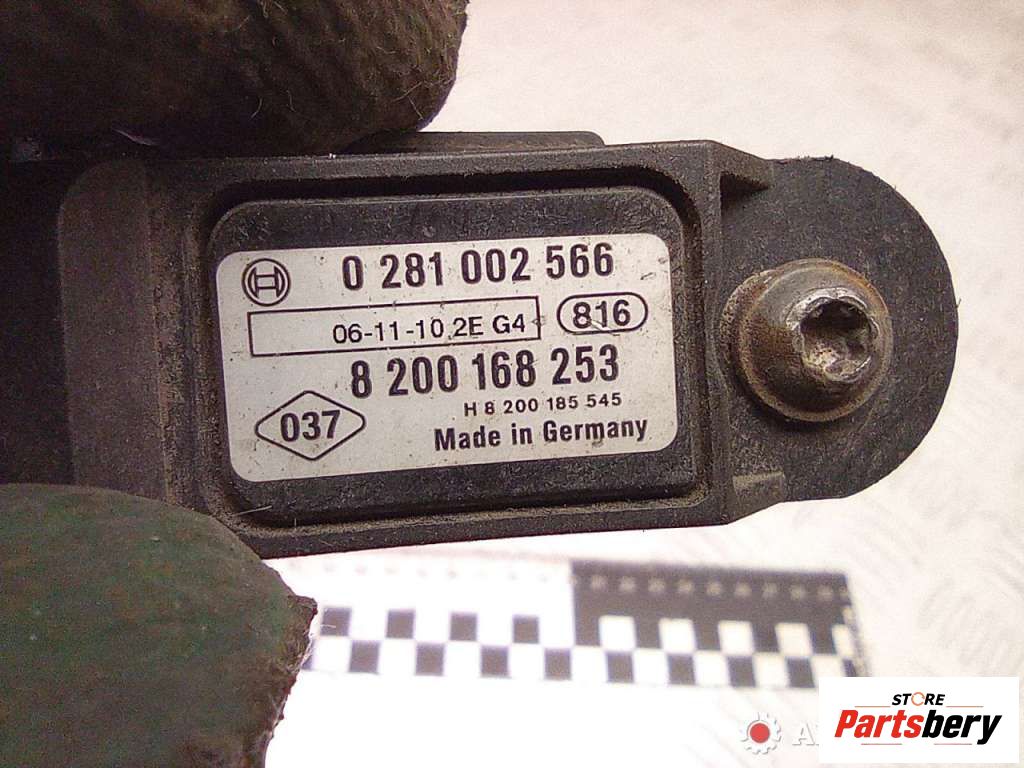 0 281 002 566
06-11-10 2E G4
816
8 200 168 253
H 8 200 185 545
037
Made in Germany
STORE
Partsbery